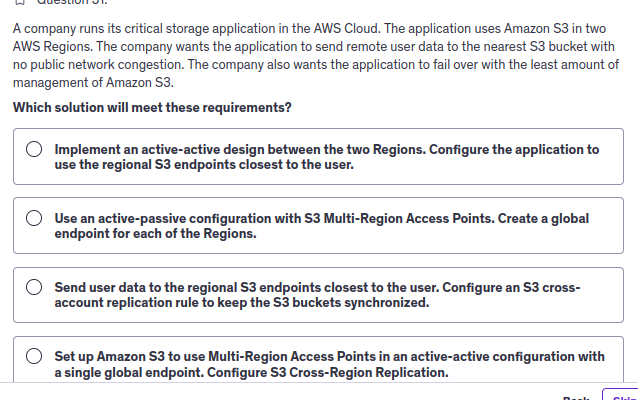 Question 31.
A company runs its critical storage application in the AWS Cloud. The application uses Amazon S3 in two
AWS Regions. The company wants the application to send remote user data to the nearest S3 bucket with
no public network congestion. The company also wants the application to fail over with the least amount of
management of Amazon S3.
Which solution will meet these requirements?
Implement an active-active design between the two Regions. Configure the application to
use the regional S3 endpoints closest to the user.
Use an active-passive configuration with S3 Multi-Region Access Points. Create a global
endpoint for each of the Regions.
Send user data to the regional S3 endpoints closest to the user. Configure an S3 cross-
account replication rule to keep the S3 buckets synchronized.
Set up Amazon S3 to use Multi-Region Access Points in an active-active configuration with
a single global endpoint. Configure S3 Cross-Region Replication.